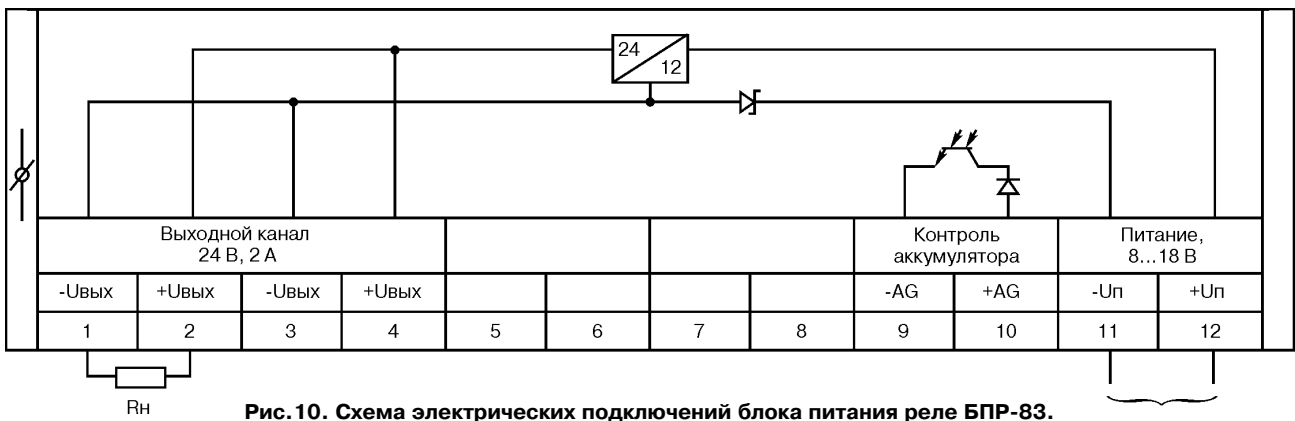 24
12
Выходной канал
24 В, 2 А
Контроль
аккумулятора
Питание,
8...18 В
-Uвых +Uвых -Uвых +Uвых -AG +AG -Uп +Uп
1 2 3 4 5 6 7 8 9 10 11 12
Rн
Рис.10. Схема электрических подключений блока питания реле БПР-83.